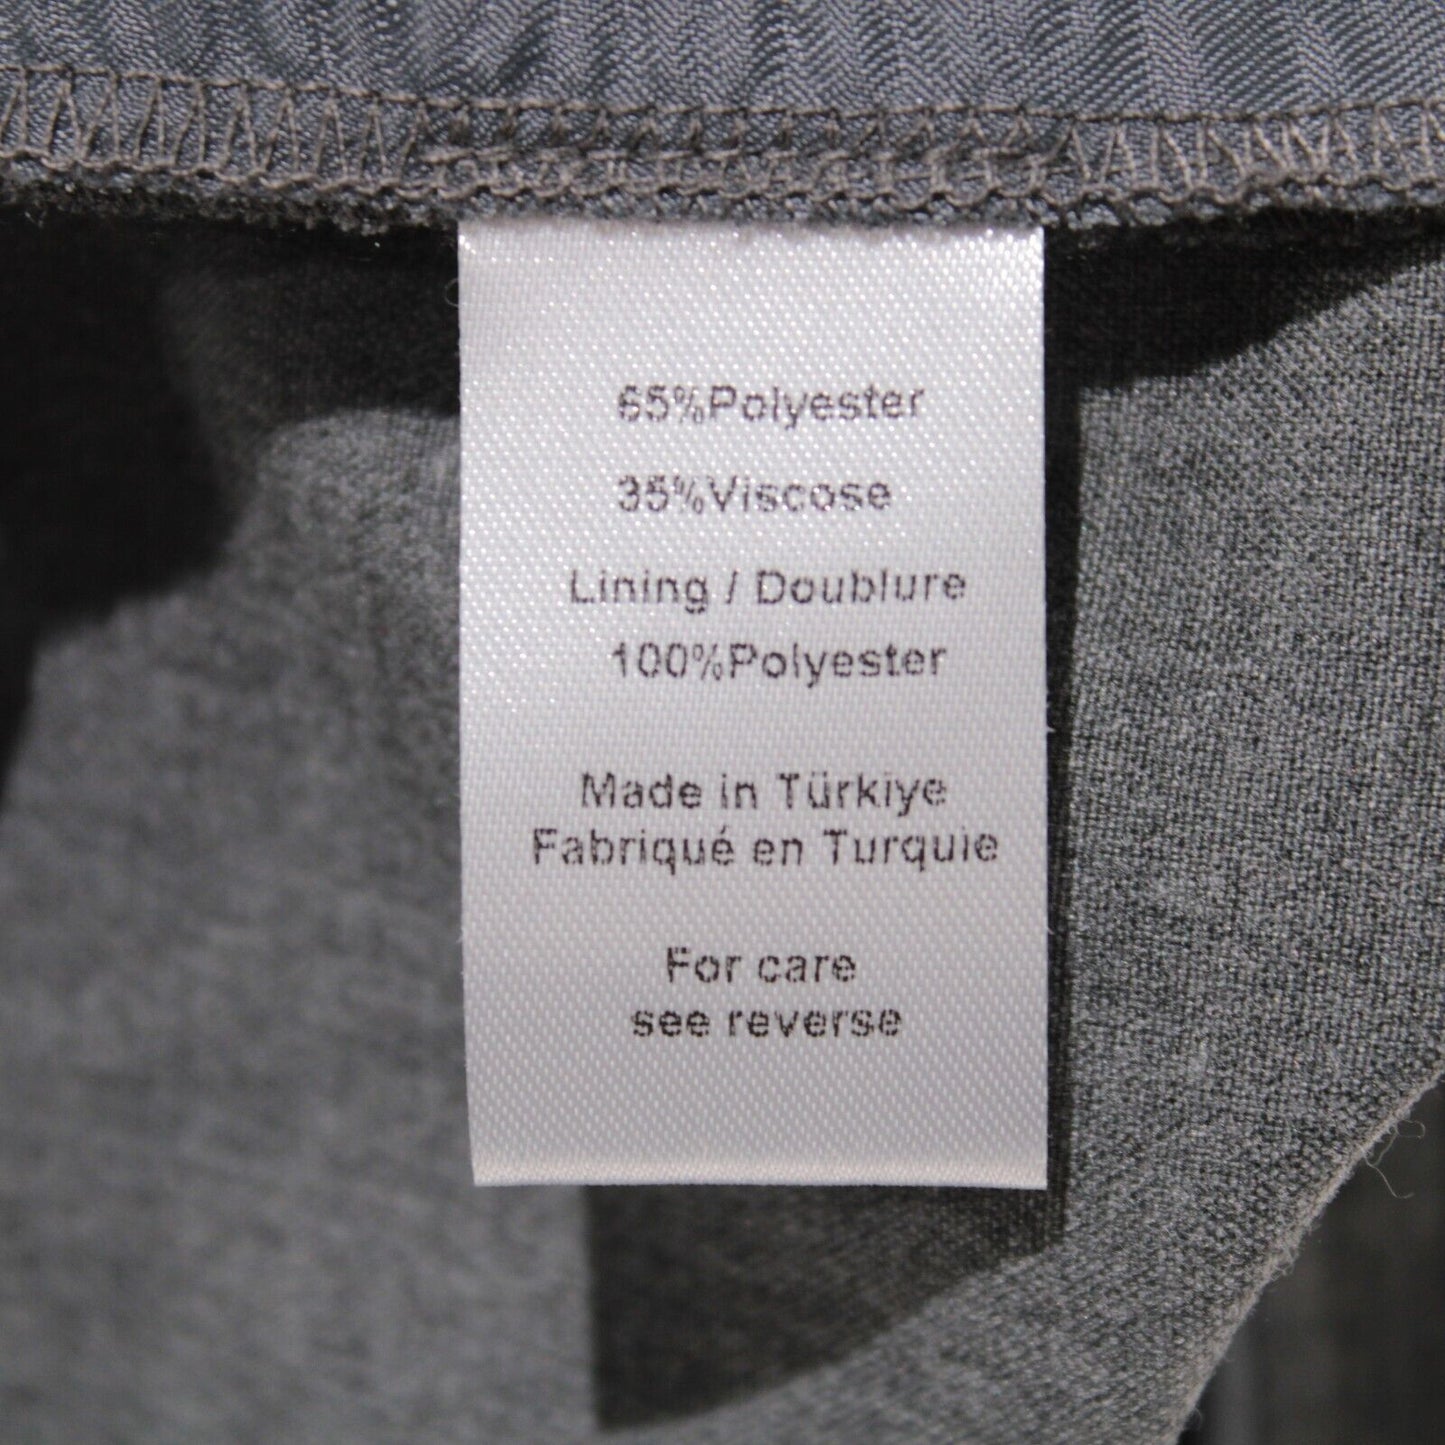 65%Polyester
35%Viscose
Lining / Doublure
100%Polyester
Made in Türkiye
Fabriqué en Turquie
For care
see reverse